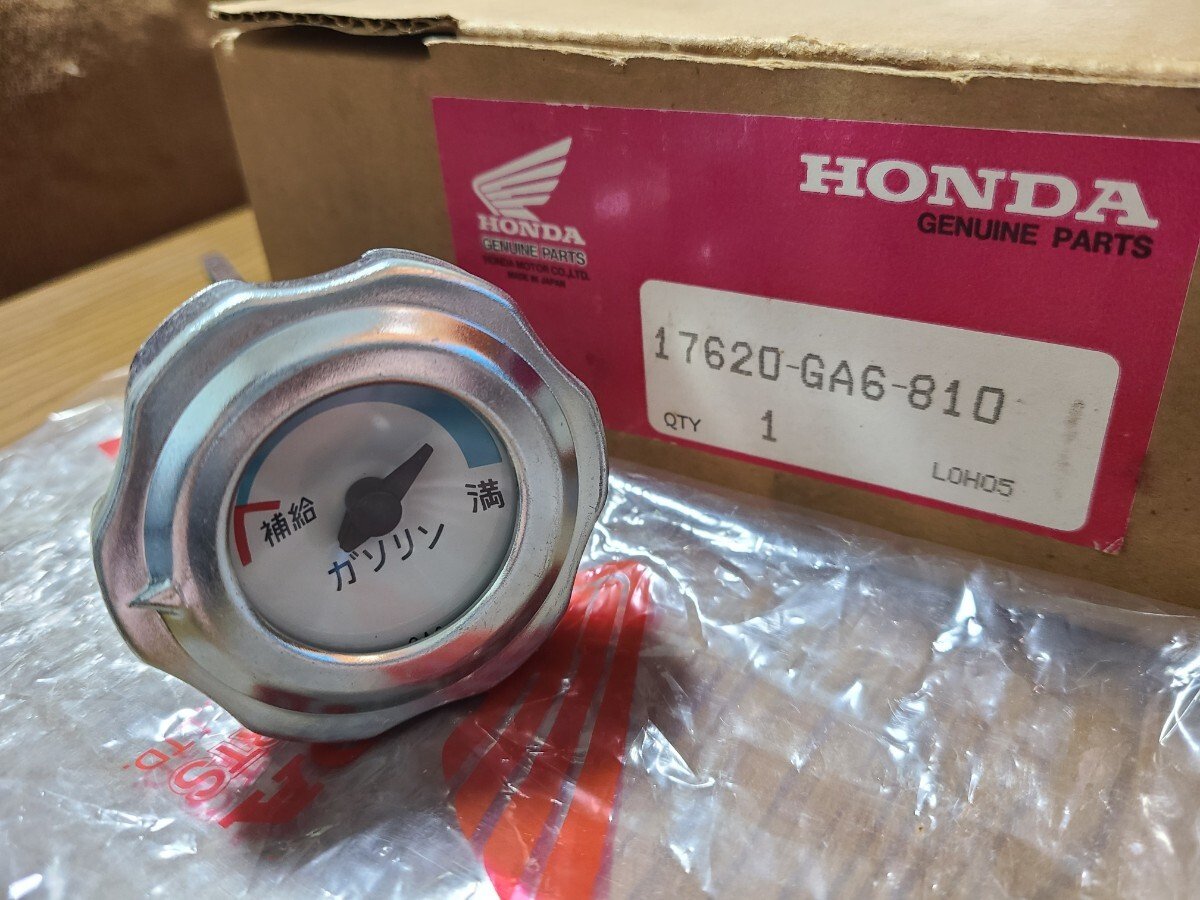 HONDA
GENUINE PARTS
HONDA MOTOR CO.,LTD.
MADE IN JAPAN
HONDA
GENUINE PARTS
17620-GA6-810
QTY 1
LOH05
補給
満
ガソリン